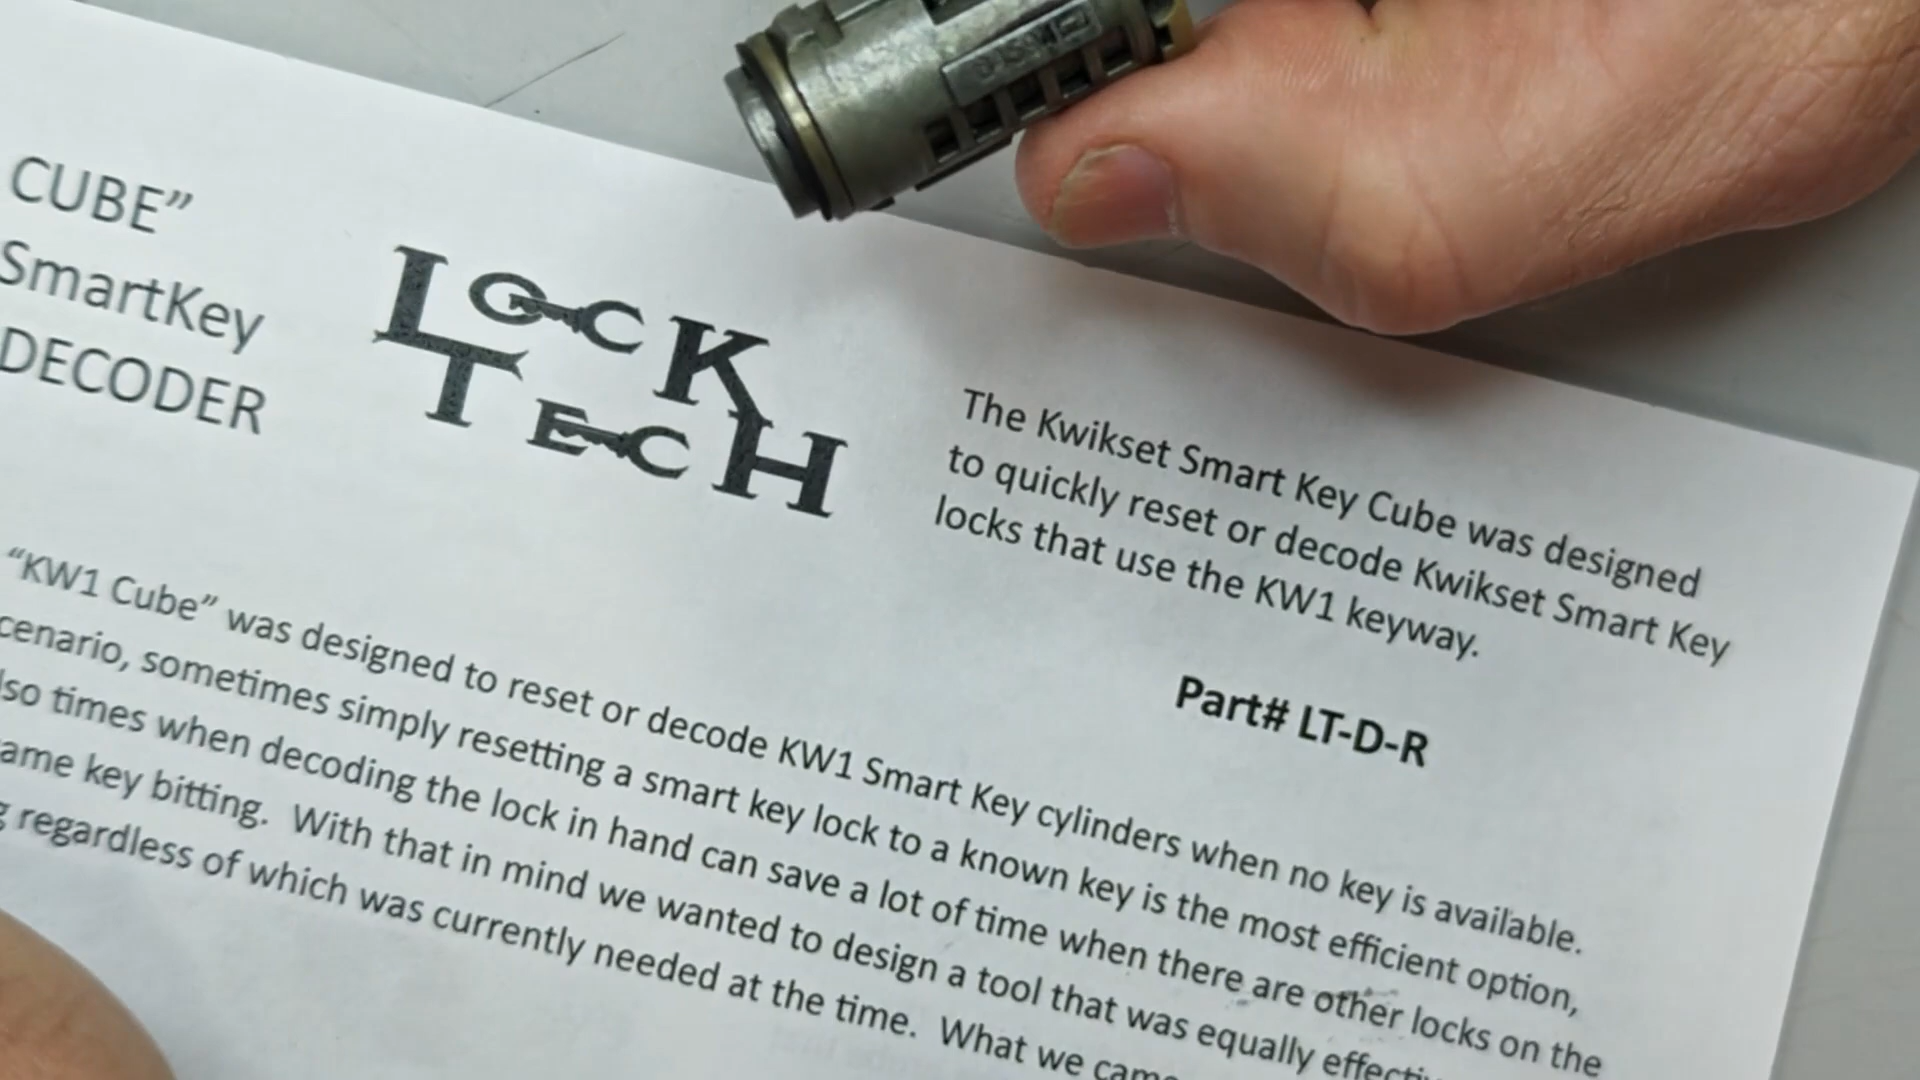 CUBE”
SmartKey
DECODER
LOCK
TECH
The Kwikset Smart Key Cube was designed
to quickly reset or decode Kwikset Smart Key
locks that use the KW1 keyway.
Part# LT-D-R
“KW1 Cube” was designed to reset or decode KW1 Smart Key cylinders when no key is available.
cenario, sometimes simply resetting a smart key lock to a known key is the most efficient option,
lso times when decoding the lock in hand can save a lot of time when there are other locks on the
ame key bitting. With that in mind we wanted to design a tool that was equally effecti
g regardless of which was currently needed at the time. What we came